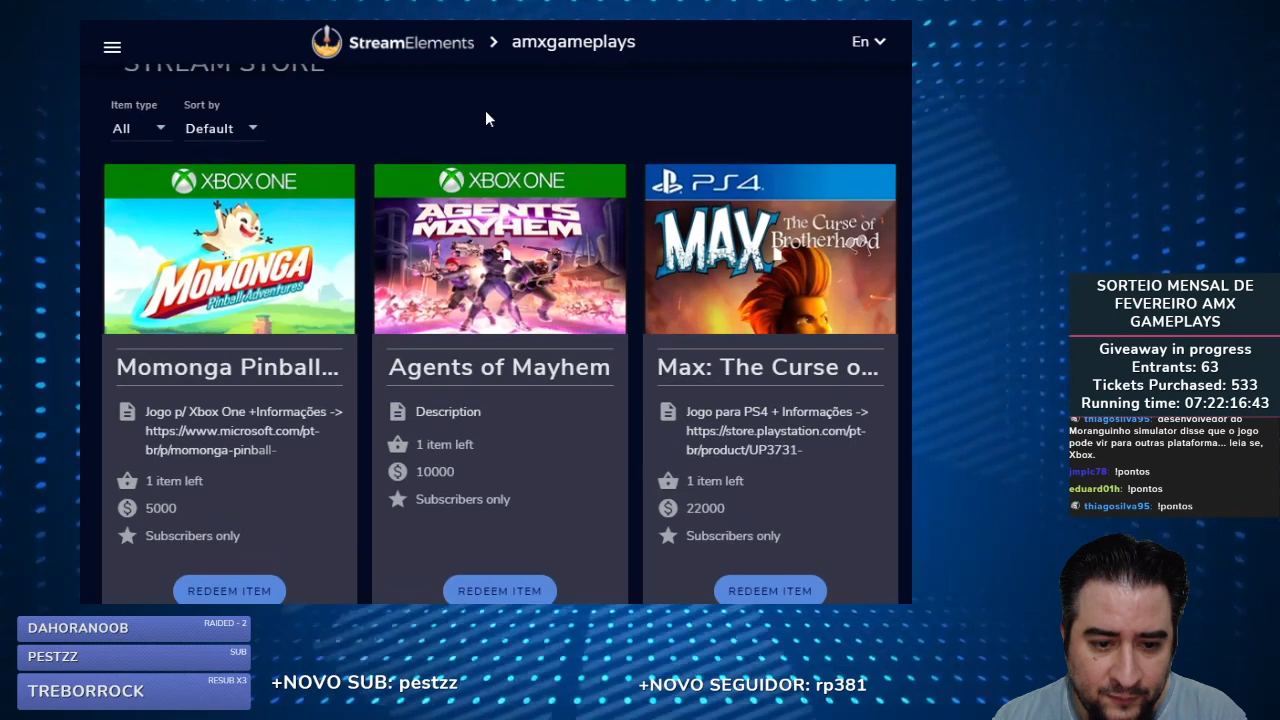 StreamElements > amxgameplays
En
STREAM STORE
Item type
Sort by
All
Default
XBOX ONE
MOMONGA
Pinball Adventures
Momonga Pinball...
Jogo p/ Xbox One +Informações ->
https://www.microsoft.com/pt-
br/p/momonga-pinball-
1 item left
5000
Subscribers only
REDEEM ITEM
XBOX ONE
AGENTS
MAYHEM
Agents of Mayhem
Description
1 item left
10000
Subscribers only
REDEEM ITEM
PS4
MAX
The Curse of
Brotherhood
Max: The Curse o...
Jogo para PS4 + Informações ->
https://store.playstation.com/pt-
br/product/UP3731-
1 item left
22000
Subscribers only
REDEEM ITEM
SORTEIO MENSAL DE
FEVEREIRO AMX
GAMEPLAYS
Giveaway in progress
Entrants: 63
Tickets Purchased: 533
Running time: 07:22:16:43
thiagosilva95: desenvolvedor do
Moranguinho simulator disse que o jogo
pode vir para outras plataforma... leia se,
Xbox.
jmplc78: !pontos
eduard01h: !pontos
thiagosilva95: !pontos
DAHORANOOB RAIDED - 2
PESTZZ SUB
TREBORROCK RESUB X3
+NOVO SUB: pestzz
+NOVO SEGUIDOR: rp381